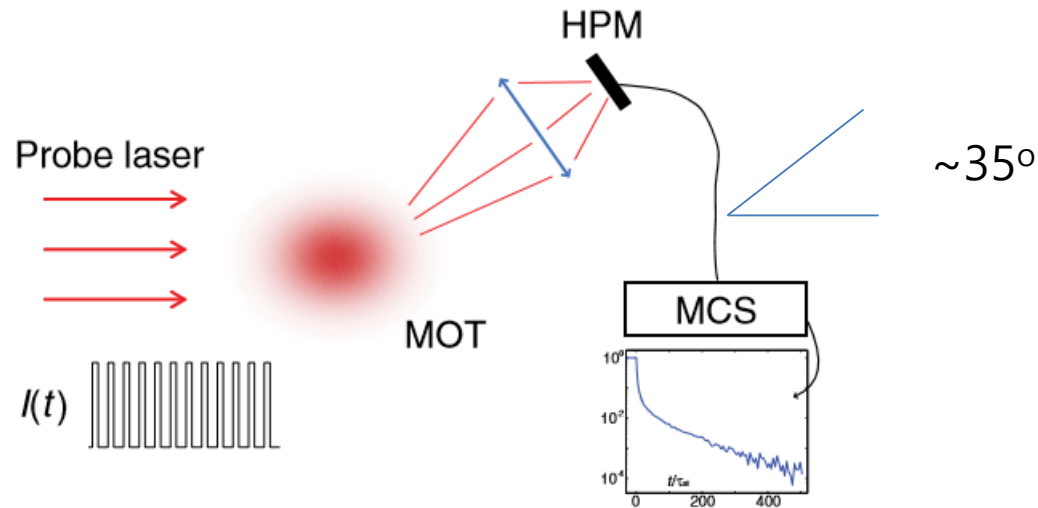 HPM
Probe laser
~35°
MCS
MOT
I(t)
10⁰
10⁻²
10⁻⁴
t/τat
0 200 400